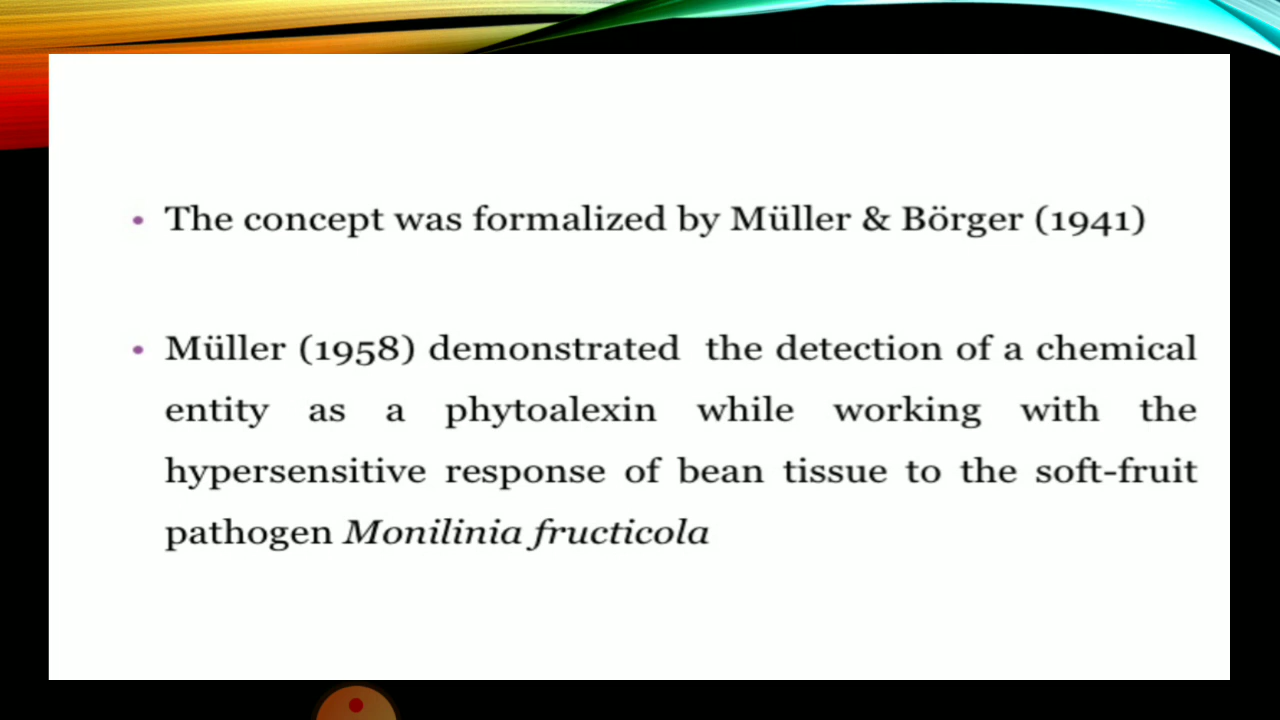 • The concept was formalized by Müller & Börger (1941)
• Müller (1958) demonstrated the detection of a chemical
entity as a phytoalexin while working with the
hypersensitive response of bean tissue to the soft-fruit
pathogen Monilinia fructicola